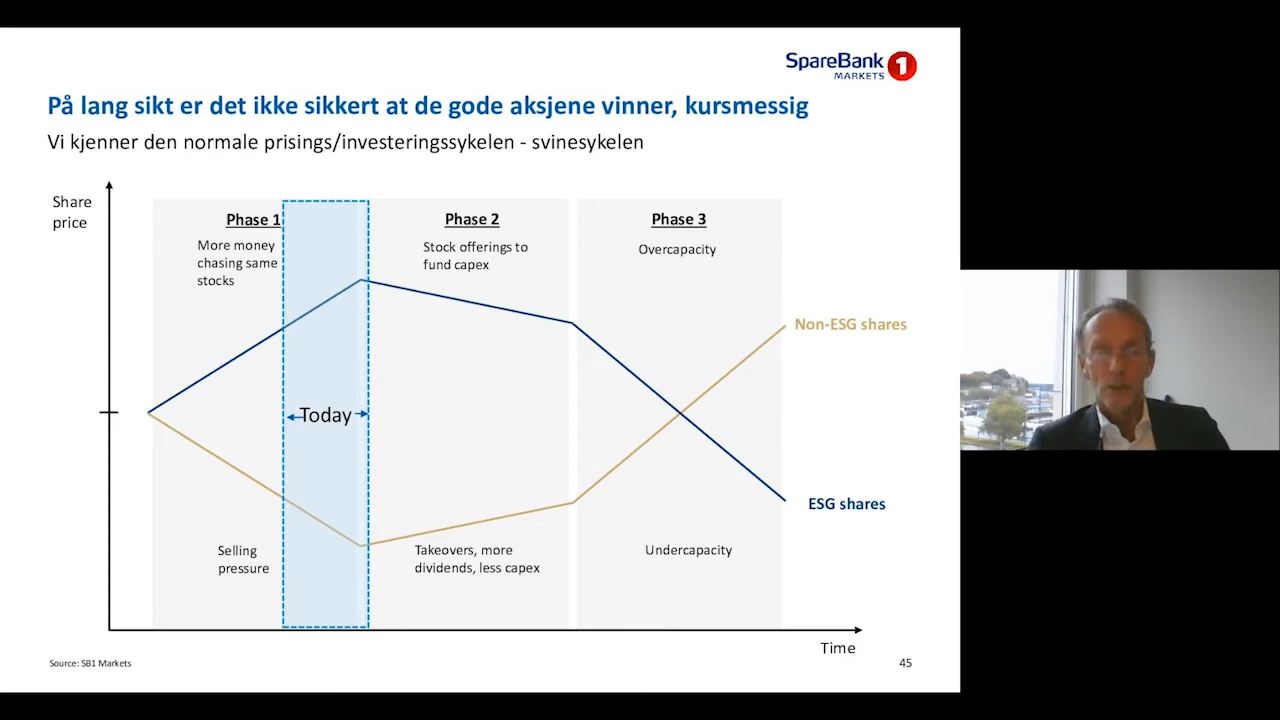 SpareBank 1
MARKETS
På lang sikt er det ikke sikkert at de gode aksjene vinner, kursmessig
Vi kjenner den normale prisings/investeringssykelen - svinesykelen
Share
price
Phase 1
More money
chasing same
stocks
Phase 2
Stock offerings to
fund capex
Phase 3
Overcapacity
Non-ESG shares
Today
ESG shares
Selling
pressure
Takeovers, more
dividends, less capex
Undercapacity
Time
Source: SB1 Markets
45